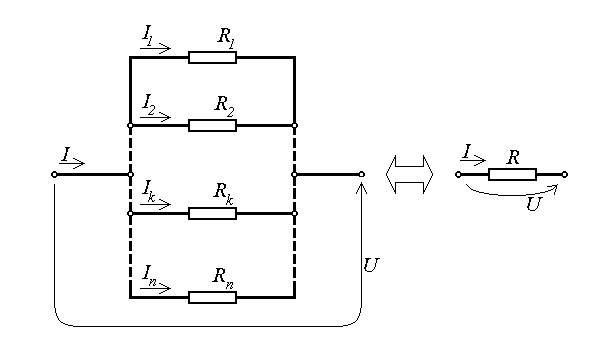 I₁ R₁
I₂ R₂
I I R
Iₖ Rₖ
U
Iₙ Rₙ U